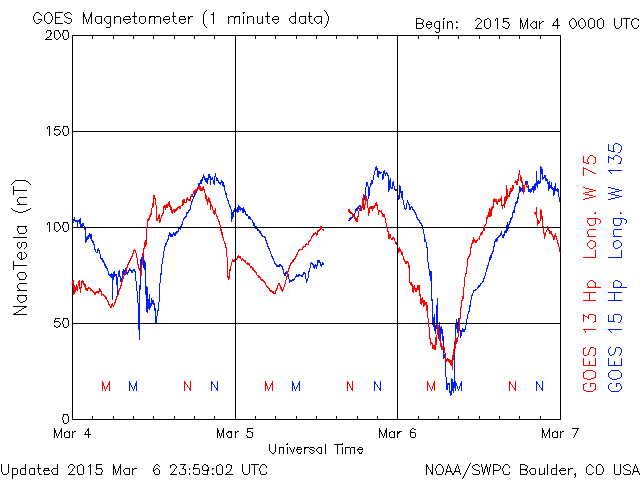 GOES Magnetometer (1 minute data)
Begin: 2015 Mar 4 0000 UTC
200
150
100
50
0
NanoTesla (nT)
M M N N M M N N M M N N
Mar 4 Mar 5 Mar 6 Mar 7
Universal Time
GOES 13 Hp Long. W 75
GOES 15 Hp Long. W 135
Updated 2015 Mar 6 23:59:02 UTC
NOAA/SWPC Boulder, CO USA